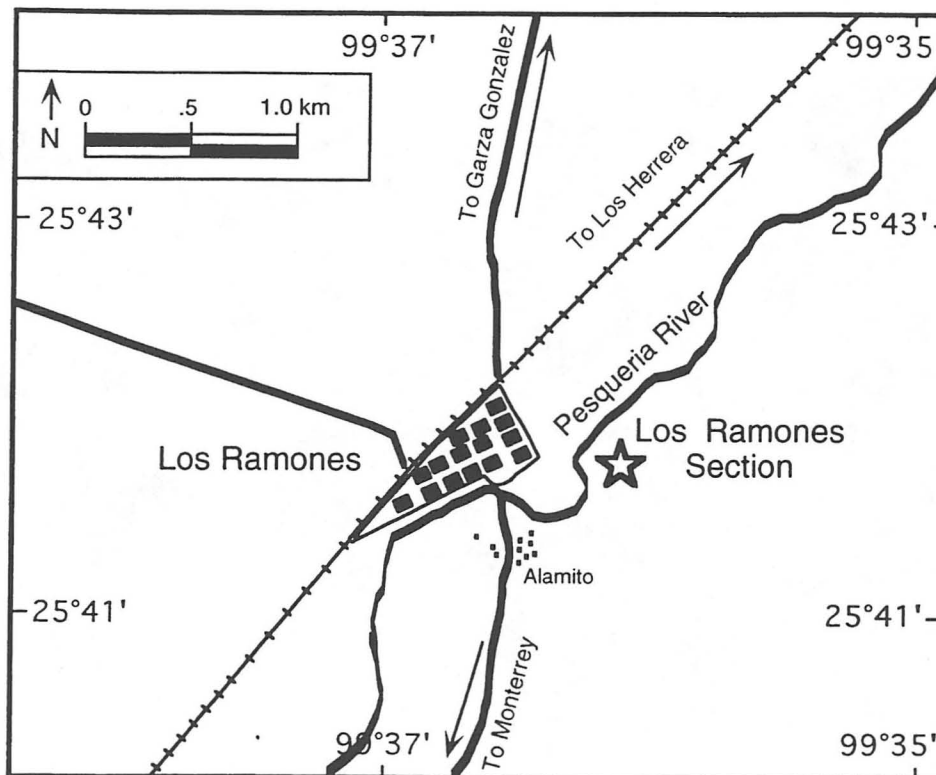 99°37'
99°35'
N
0 .5 1.0 km
To Garza Gonzalez
To Los Herrera
25°43'
25°43'
Pesqueria River
Los Ramones
Los Ramones
Section
Alamito
25°41'
25°41'
To Monterrey
99°37'
99°35'